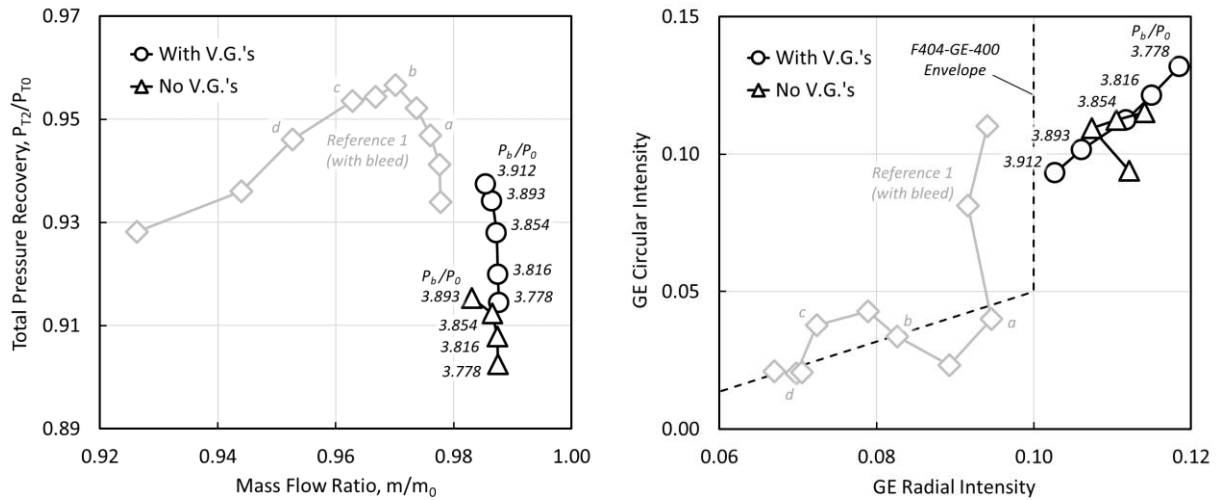 0.97
0.95
0.93
0.91
0.89
Total Pressure Recovery, P_T2/P_T0
With V.G.'s
No V.G.'s
b
c
a
d
Reference 1
(with bleed)
P_b/P_0
3.912
3.893
3.854
3.816
3.778
P_b/P_0
3.893
3.854
3.816
3.778
0.92
0.94
0.96
0.98
1.00
Mass Flow Ratio, m/m_0
0.15
0.10
0.05
0.00
GE Circular Intensity
With V.G.'s
No V.G.'s
F404-GE-400
Envelope
P_b/P_0
3.778
3.816
3.854
3.893
3.912
Reference 1
(with bleed)
c
b
a
d
0.06
0.08
0.10
0.12
GE Radial Intensity